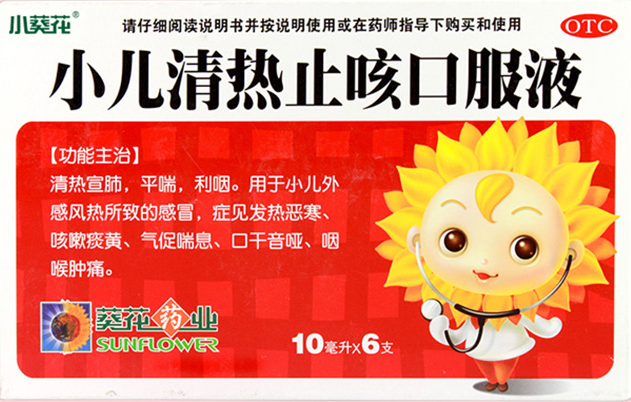 小葵花®
请仔细阅读说明书并按说明使用或在药师指导下购买和使用
OTC
小儿清热止咳口服液
【功能主治】
清热宣肺，平喘，利咽。用于小儿外
感风热所致的感冒，症见发热恶寒、
咳嗽痰黄、气促喘息、口干音哑、咽
喉肿痛。
葵花药业
SUNFLOWER
10毫升x6支